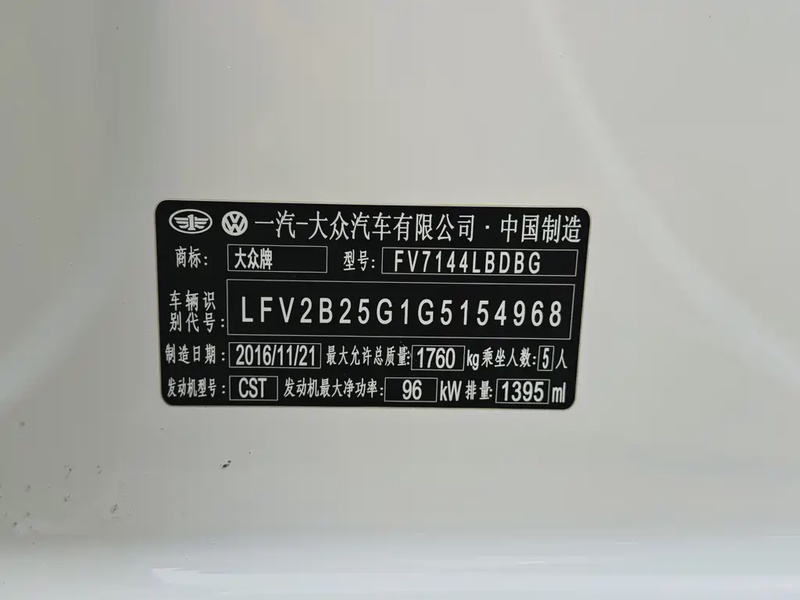 一汽-大众汽车有限公司·中国制造
商标: 大众牌 型号: FV7144LBDBG
车辆识别代号: LFV2B25G1G5154968
制造日期: 2016/11/21 最大允许总质量: 1760 kg 乘坐人数: 5 人
发动机型号: CST 发动机最大净功率: 96 kW 排量: 1395 ml